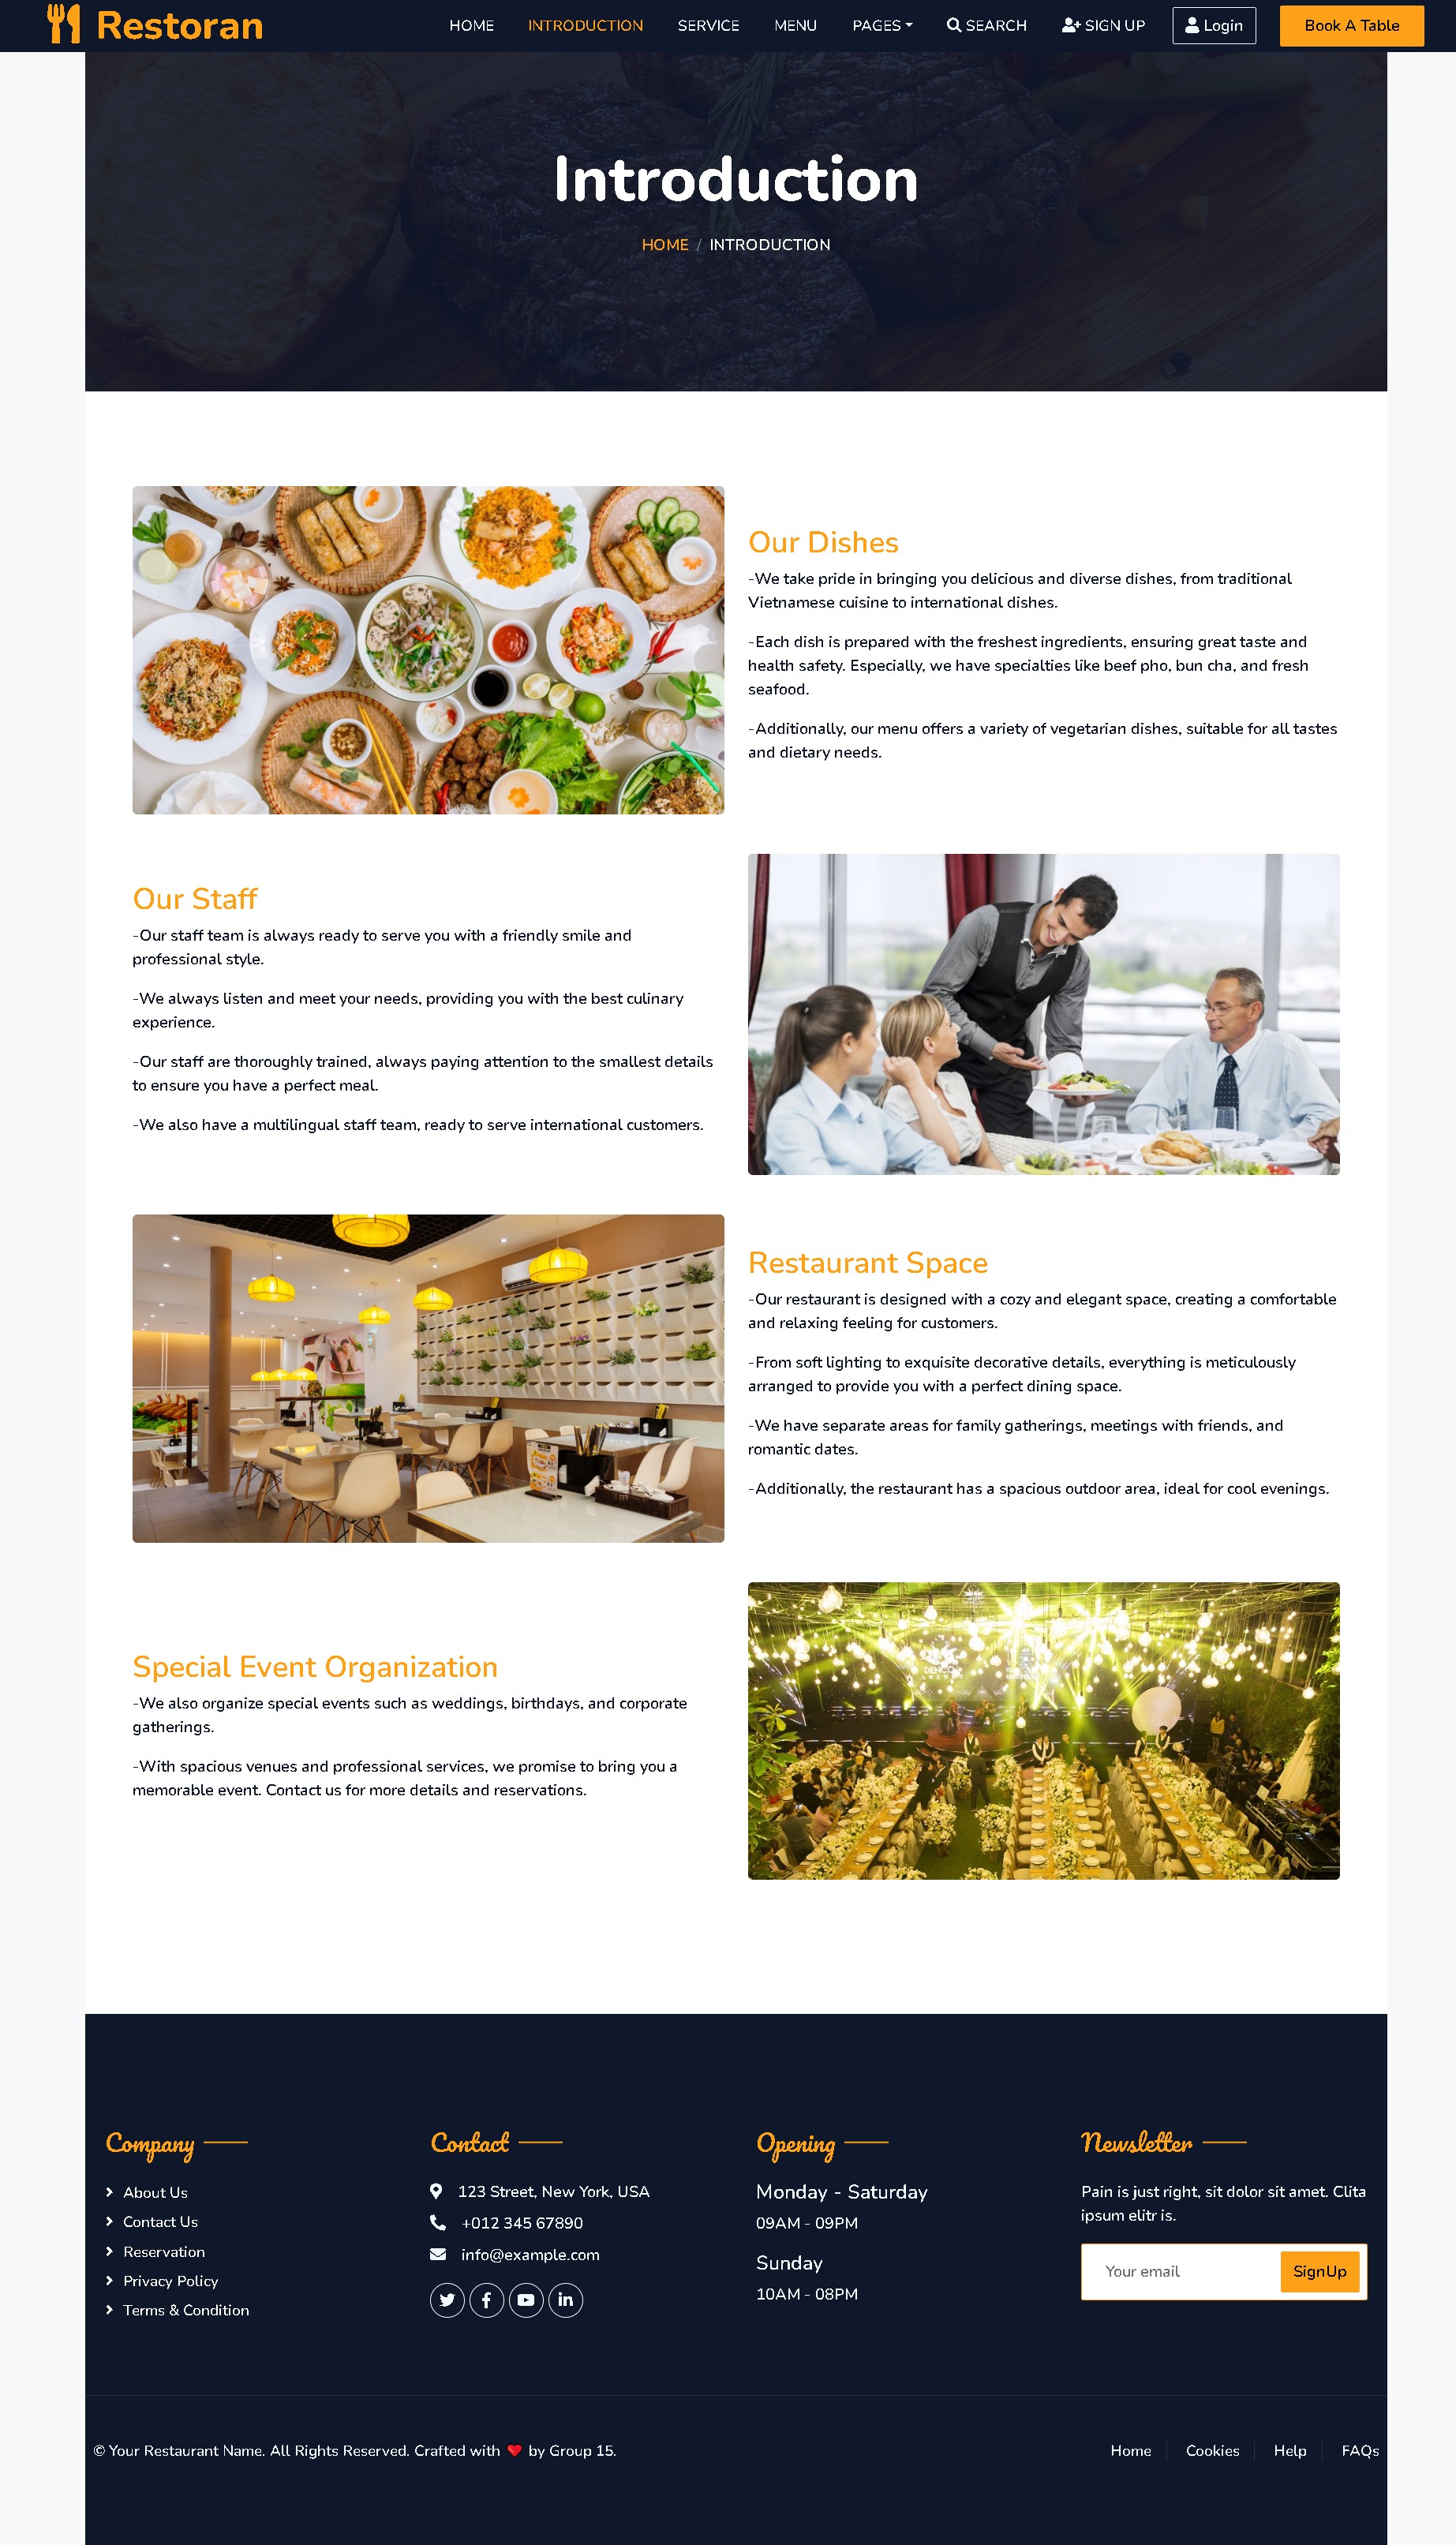 Restoran
HOME
INTRODUCTION
SERVICE
MENU
PAGES
SEARCH
SIGN UP
Login
Book A Table
Introduction
HOME / INTRODUCTION
Our Dishes
-We take pride in bringing you delicious and diverse dishes, from traditional
Vietnamese cuisine to international dishes.
-Each dish is prepared with the freshest ingredients, ensuring great taste and
health safety. Especially, we have specialties like beef pho, bun cha, and fresh
seafood.
-Additionally, our menu offers a variety of vegetarian dishes, suitable for all tastes
and dietary needs.
Our Staff
-Our staff team is always ready to serve you with a friendly smile and
professional style.
-We always listen and meet your needs, providing you with the best culinary
experience.
-Our staff are thoroughly trained, always paying attention to the smallest details
to ensure you have a perfect meal.
-We also have a multilingual staff team, ready to serve international customers.
Restaurant Space
-Our restaurant is designed with a cozy and elegant space, creating a comfortable
and relaxing feeling for customers.
-From soft lighting to exquisite decorative details, everything is meticulously
arranged to provide you with a perfect dining space.
-We have separate areas for family gatherings, meetings with friends, and
romantic dates.
-Additionally, the restaurant has a spacious outdoor area, ideal for cool evenings.
Special Event Organization
-We also organize special events such as weddings, birthdays, and corporate
gatherings.
-With spacious venues and professional services, we promise to bring you a
memorable event. Contact us for more details and reservations.
Company
About Us
Contact Us
Reservation
Privacy Policy
Terms & Condition
Contact
123 Street, New York, USA
+012 345 67890
info@example.com
Opening
Monday - Saturday
09AM - 09PM
Sunday
10AM - 08PM
Newsletter
Pain is just right, sit dolor sit amet. Clita
ipsum elitr is.
Your email
SignUp
© Your Restaurant Name. All Rights Reserved. Crafted with ❤️ by Group 15.
Home
Cookies
Help
FAQs